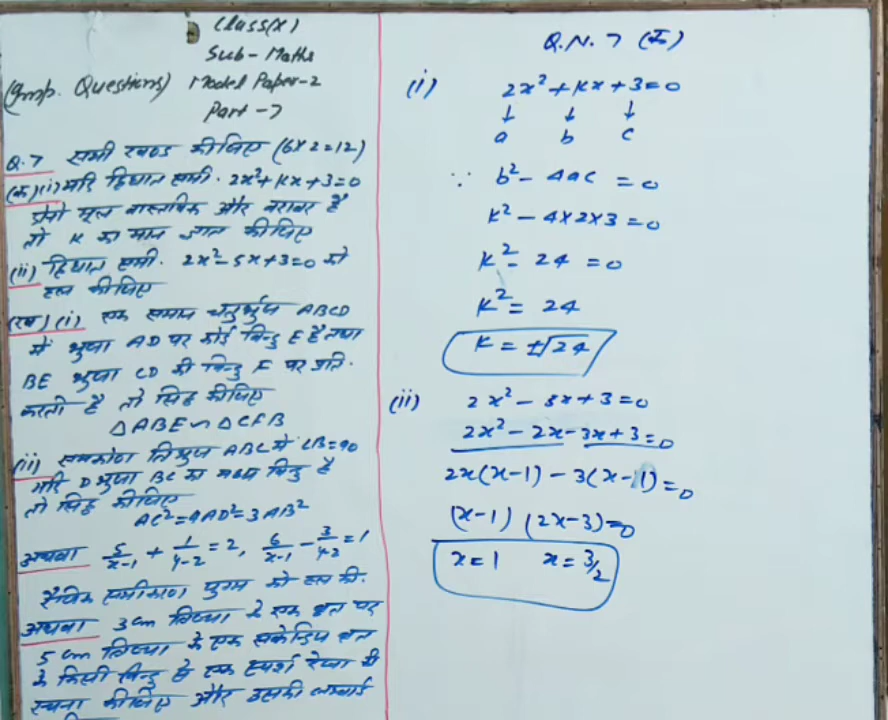 Class(X)
Sub- Maths
(Imp. Questions) Model Paper-2
Part-7
Q.7 सभी खण्ड कीजिए (6x2=12)
(क)(i) यदि द्विघात समी. 2x²+Kx+3=0
मूल वास्तविक और बराबर है
तो K का मान ज्ञात कीजिए
(ii) द्विघात समी. 2x²-5x+3=0 को
हल कीजिए
(ख) (i) एक समान्तर चतुर्भुज ABCD
में भुजा AD पर कोई बिन्दु E है तथा
BE भुजा CD को बिन्दु F पर प्रति.
करती है तो सिद्ध कीजिए
△ABE∽△CFB
(ii) समकोण त्रिभुज ABC में ∠B=90
यदि D भुजा BC का मध्य बिन्दु है
तो सिद्ध कीजिए
AC²=4AD²=3AB²
अथवा 5/x-1 + 1/y-2 = 2, 6/x-1 - 3/y-2 = 1
रैखिक समीकरण युग्म को हल की.
अथवा 3cm त्रिज्या के एक वृत्त पर
5 cm त्रिज्या के एक संकेन्द्रिय वृत्त
के किसी बिन्दु से एक स्पर्श रेखा की
रचना कीजिए और उसकी लम्बाई
Q.N. 7 (क)
(i) 2x²+Kx+3=0
↓ ↓ ↓
a b c
∵ b²- 4ac = 0
K²-4x2x3=0
K²- 24 =0
K²= 24
K = ±√24
(ii) 2x²-5x+3=0
2x²-2x-3x+3=0
2x(x-1)-3(x-1)=0
(x-1) (2x-3)=0
x=1 x=3/2